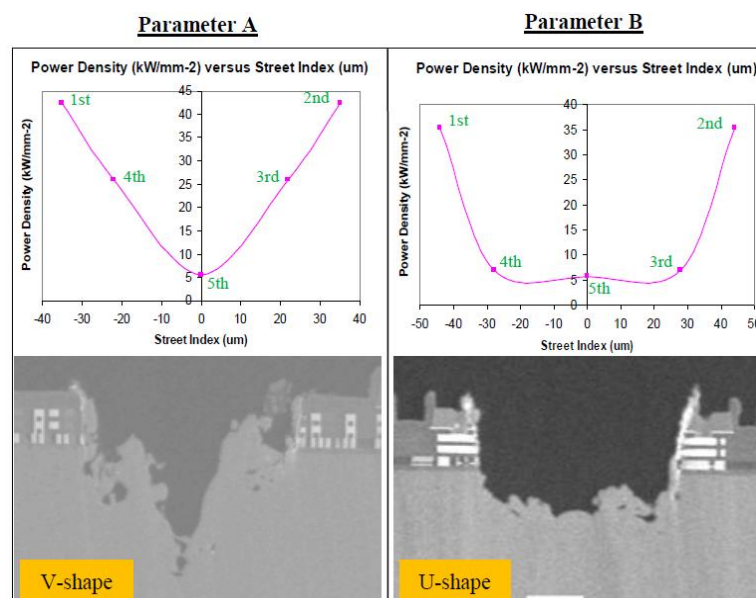 Parameter A
Power Density (kW/mm-2) versus Street Index (um)
Power Density (kW/mm-2)
45
40
35
30
25
20
15
10
5
0
-40 -30 -20 -10 0 10 20 30 40
Street Index (um)
1st
2nd
4th
3rd
5th
V-shape
Parameter B
Power Density (kW/mm-2) versus Street Index (um)
Power Density (kW/mm-2)
40
35
30
25
20
15
10
5
0
-50 -40 -30 -20 -10 0 10 20 30 40 50
Street Index (um)
1st
2nd
4th
3rd
5th
U-shape